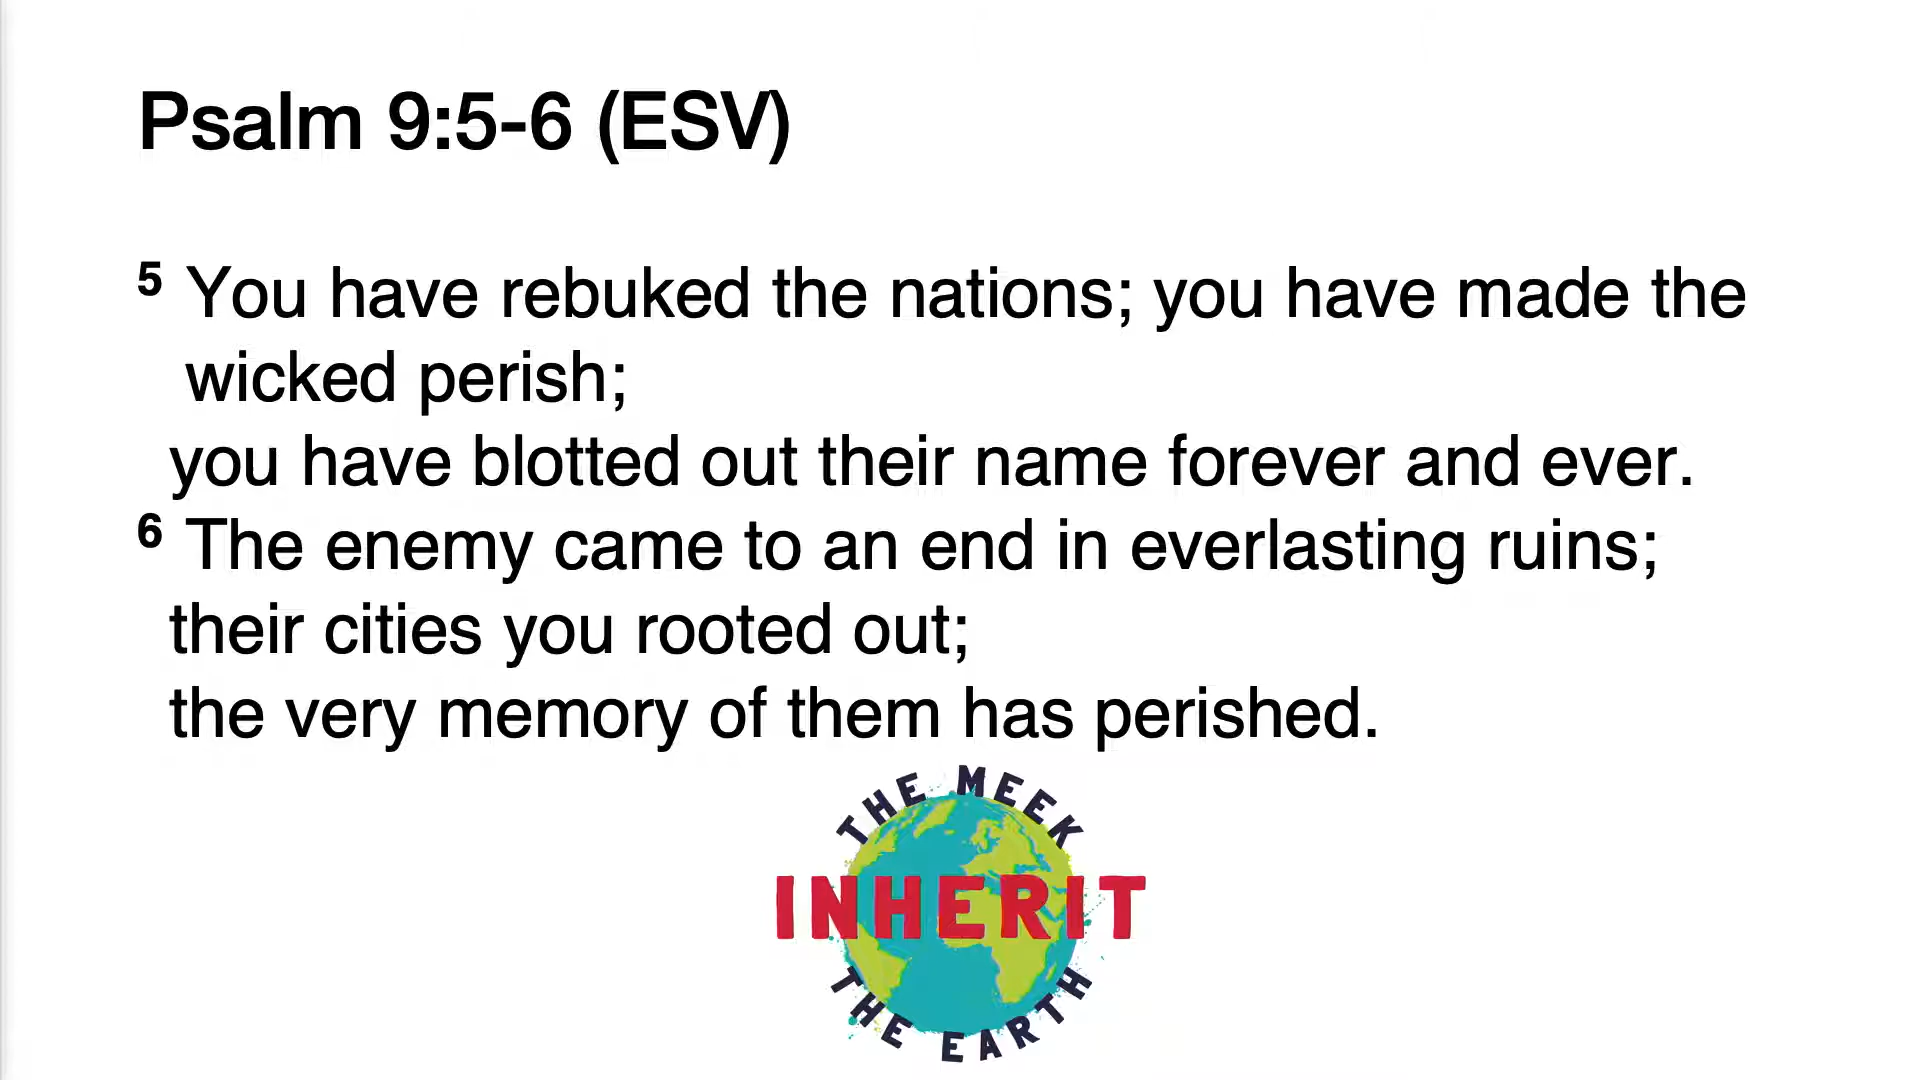 Psalm 9:5-6 (ESV)
5 You have rebuked the nations; you have made the
wicked perish;
you have blotted out their name forever and ever.
6 The enemy came to an end in everlasting ruins;
their cities you rooted out;
the very memory of them has perished.
THE MEEK
INHERIT
THE EARTH